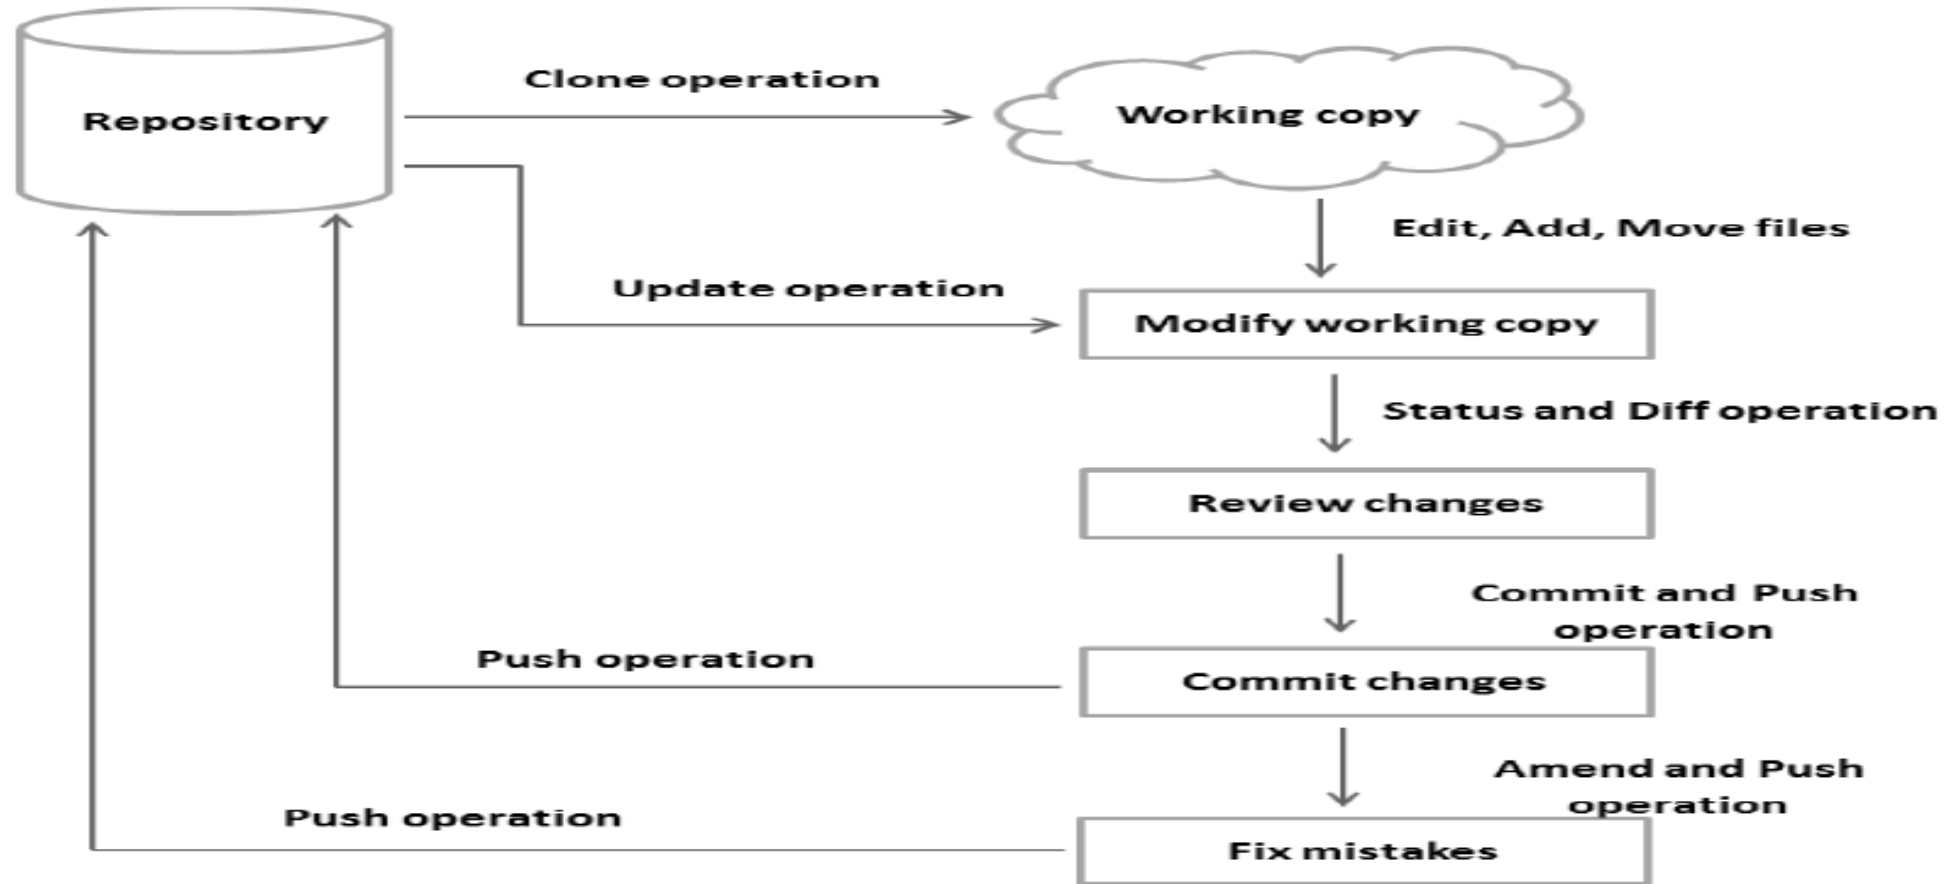 Clone operation
Repository
Working copy
Edit, Add, Move files
Update operation
Modify working copy
Status and Diff operation
Review changes
Commit and Push
operation
Push operation
Commit changes
Amend and Push
operation
Push operation
Fix mistakes